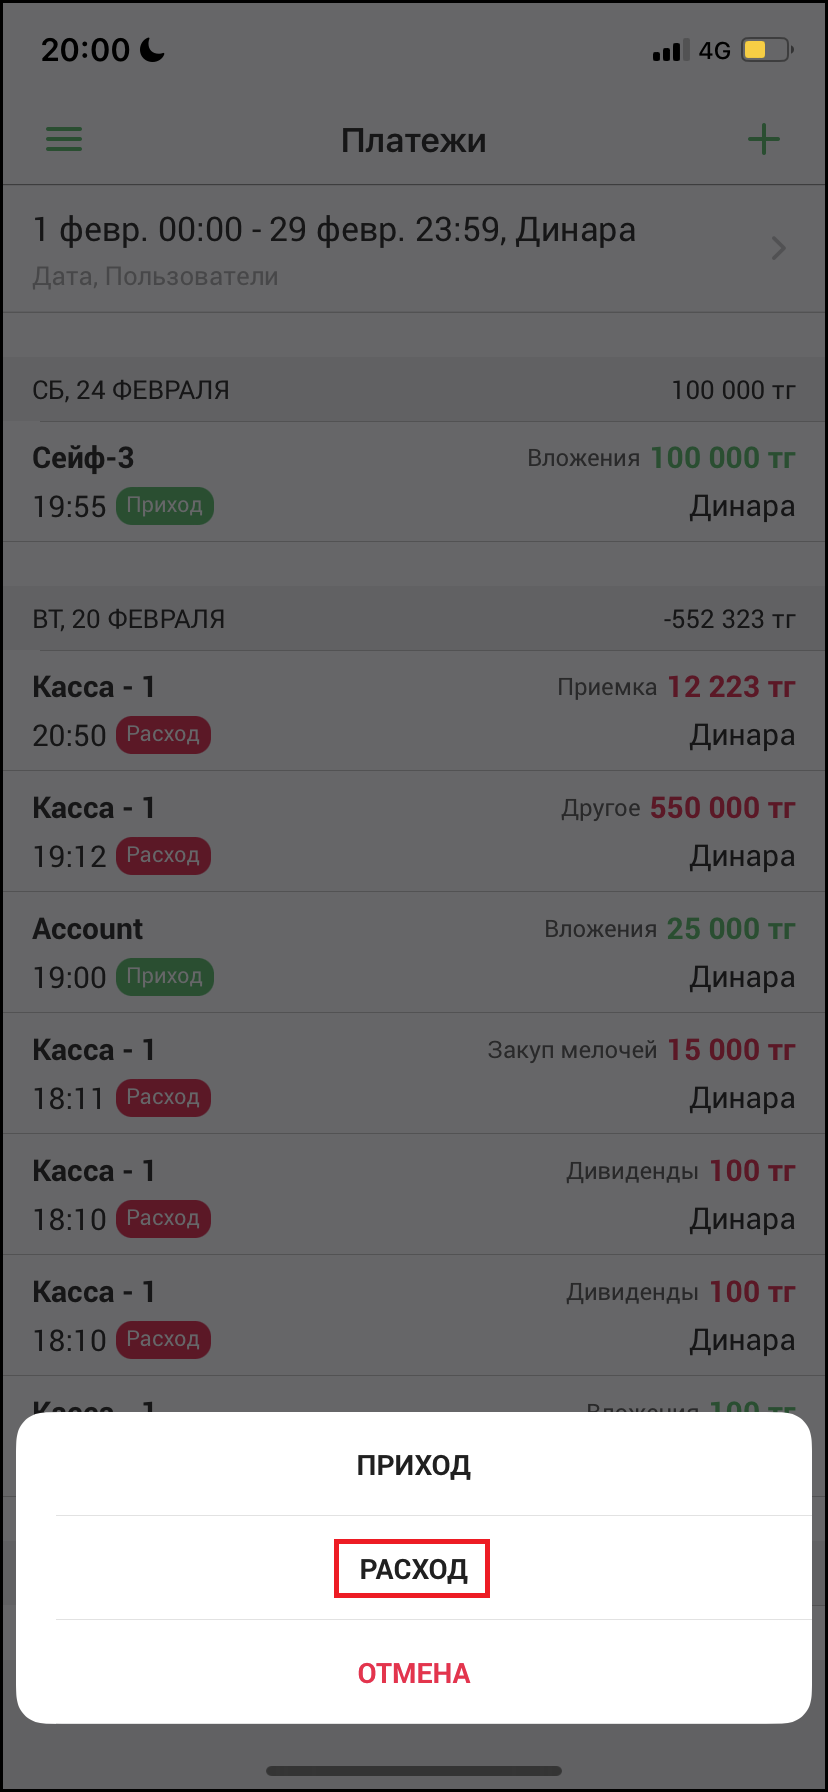 20:00 4G
Платежи
1 февр. 00:00 - 29 февр. 23:59, Динара
Дата, Пользователи
СБ, 24 ФЕВРАЛЯ 100 000 тг
Сейф-3 Вложения 100 000 тг
19:55 Приход Динара
ВТ, 20 ФЕВРАЛЯ -552 323 тг
Касса - 1 Приемка 12 223 тг
20:50 Расход Динара
Касса - 1 Другое 550 000 тг
19:12 Расход Динара
Account Вложения 25 000 тг
19:00 Приход Динара
Касса - 1 Закуп мелочей 15 000 тг
18:11 Расход Динара
Касса - 1 Дивиденды 100 тг
18:10 Расход Динара
Касса - 1 Дивиденды 100 тг
18:10 Расход Динара
Касса - 1 Вложения 100 тг
ПРИХОД
РАСХОД
ОТМЕНА